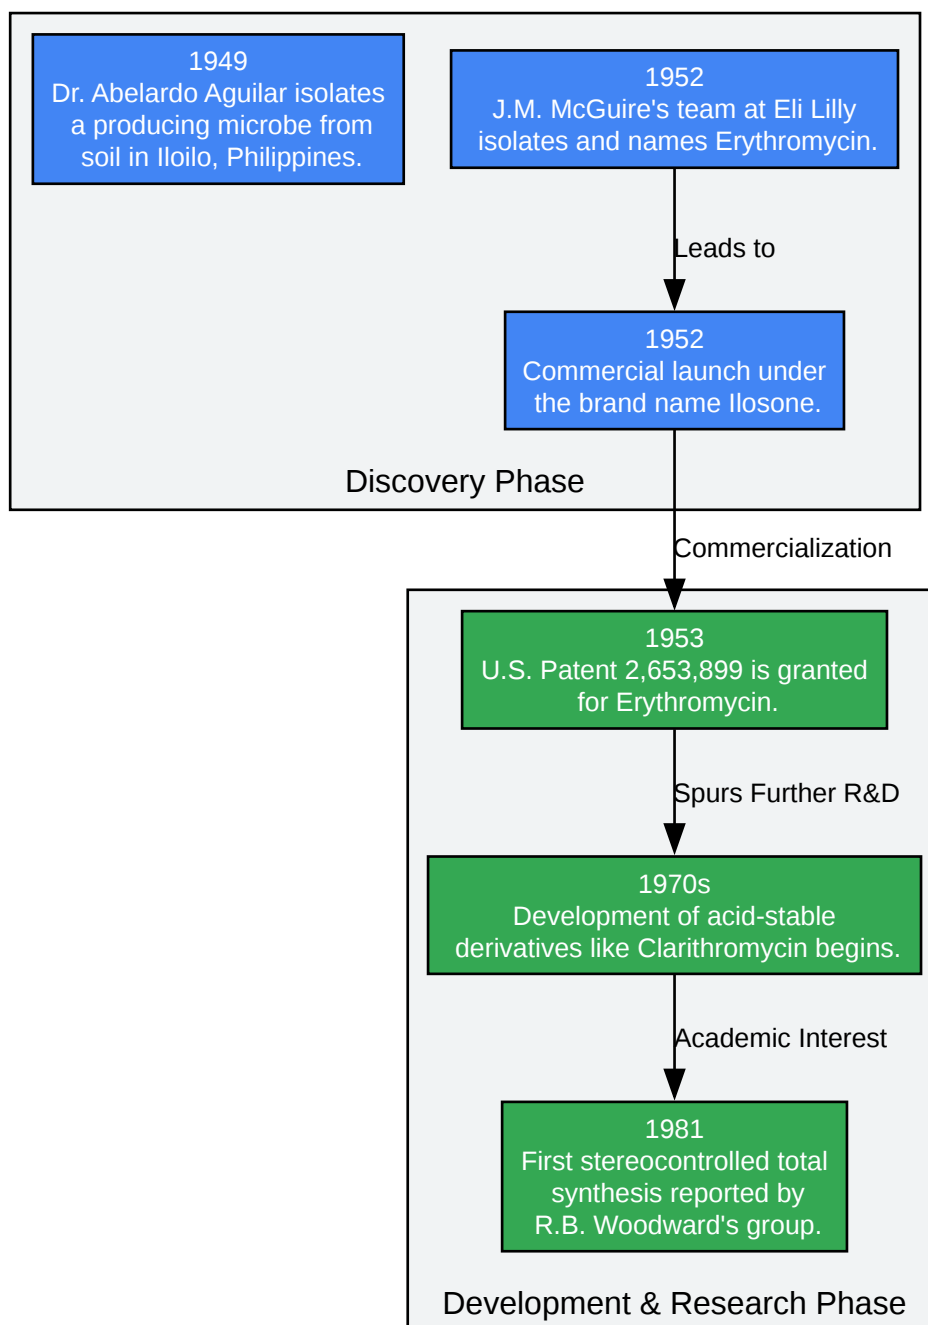 1949
Dr. Abelardo Aguilar isolates
a producing microbe from
soil in Iloilo, Philippines.
1952
J.M. McGuire's team at Eli Lilly
isolates and names Erythromycin.
Leads to
1952
Commercial launch under
the brand name Ilosone.
Discovery Phase
Commercialization
1953
U.S. Patent 2,653,899 is granted
for Erythromycin.
Spurs Further R&D
1970s
Development of acid-stable
derivatives like Clarithromycin begins.
Academic Interest
1981
First stereocontrolled total
synthesis reported by
R.B. Woodward's group.
Development & Research Phase